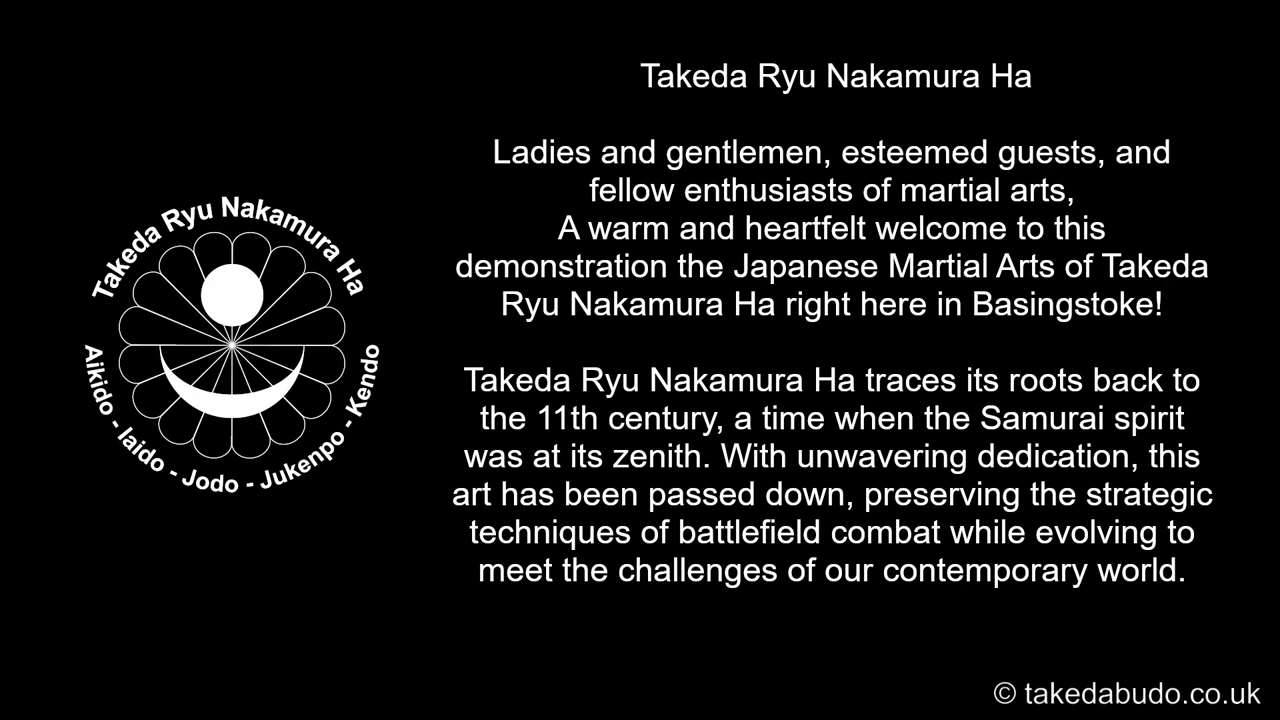 Takeda Ryu Nakamura Ha
Aikido - Iaido - Jodo - Jukenpo - Kendo
Takeda Ryu Nakamura Ha
Ladies and gentlemen, esteemed guests, and
fellow enthusiasts of martial arts,
A warm and heartfelt welcome to this
demonstration the Japanese Martial Arts of Takeda
Ryu Nakamura Ha right here in Basingstoke!
Takeda Ryu Nakamura Ha traces its roots back to
the 11th century, a time when the Samurai spirit
was at its zenith. With unwavering dedication, this
art has been passed down, preserving the strategic
techniques of battlefield combat while evolving to
meet the challenges of our contemporary world.
© takedabudo.co.uk